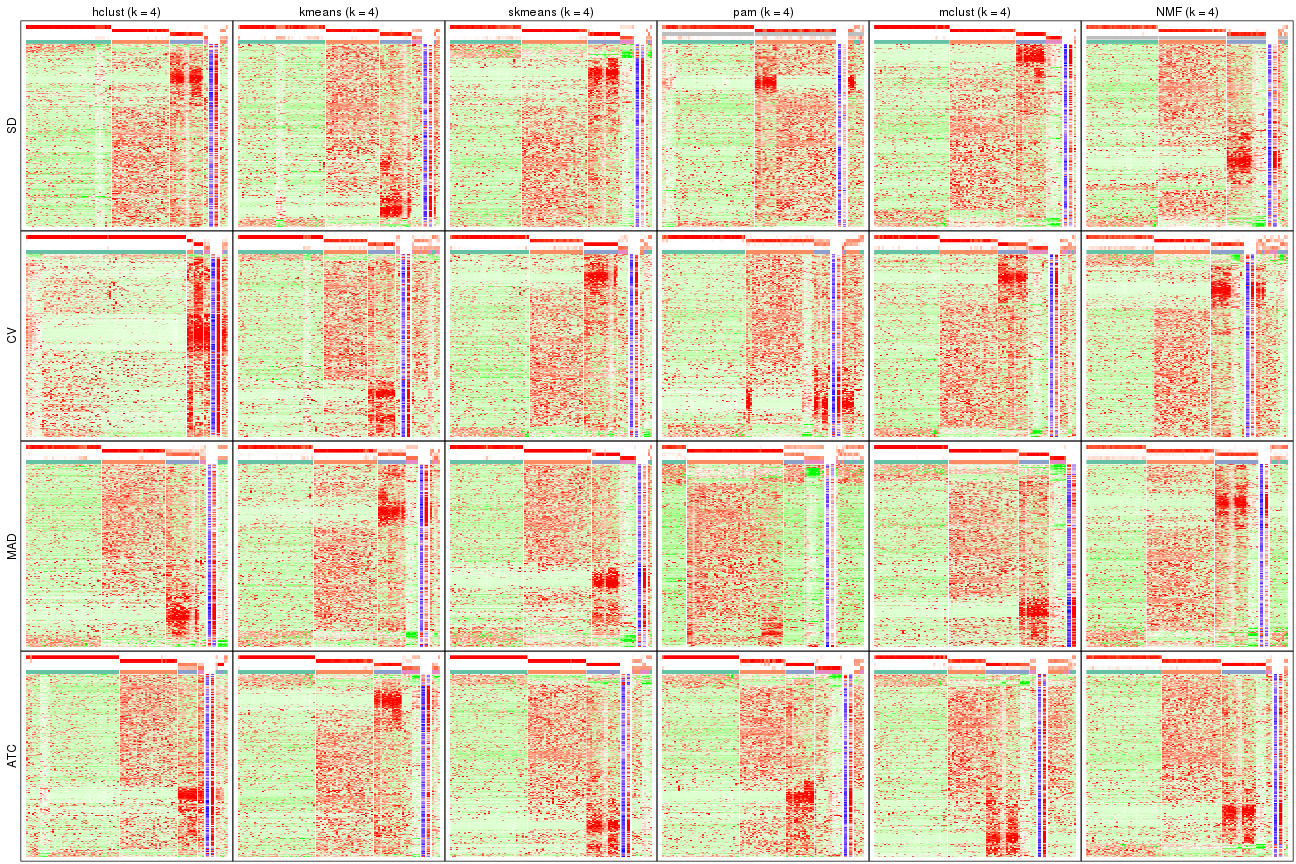 hclust (k = 4)
kmeans (k = 4)
skmeans (k = 4)
pam (k = 4)
mclust (k = 4)
NMF (k = 4)
SD
CV
MAD
ATC